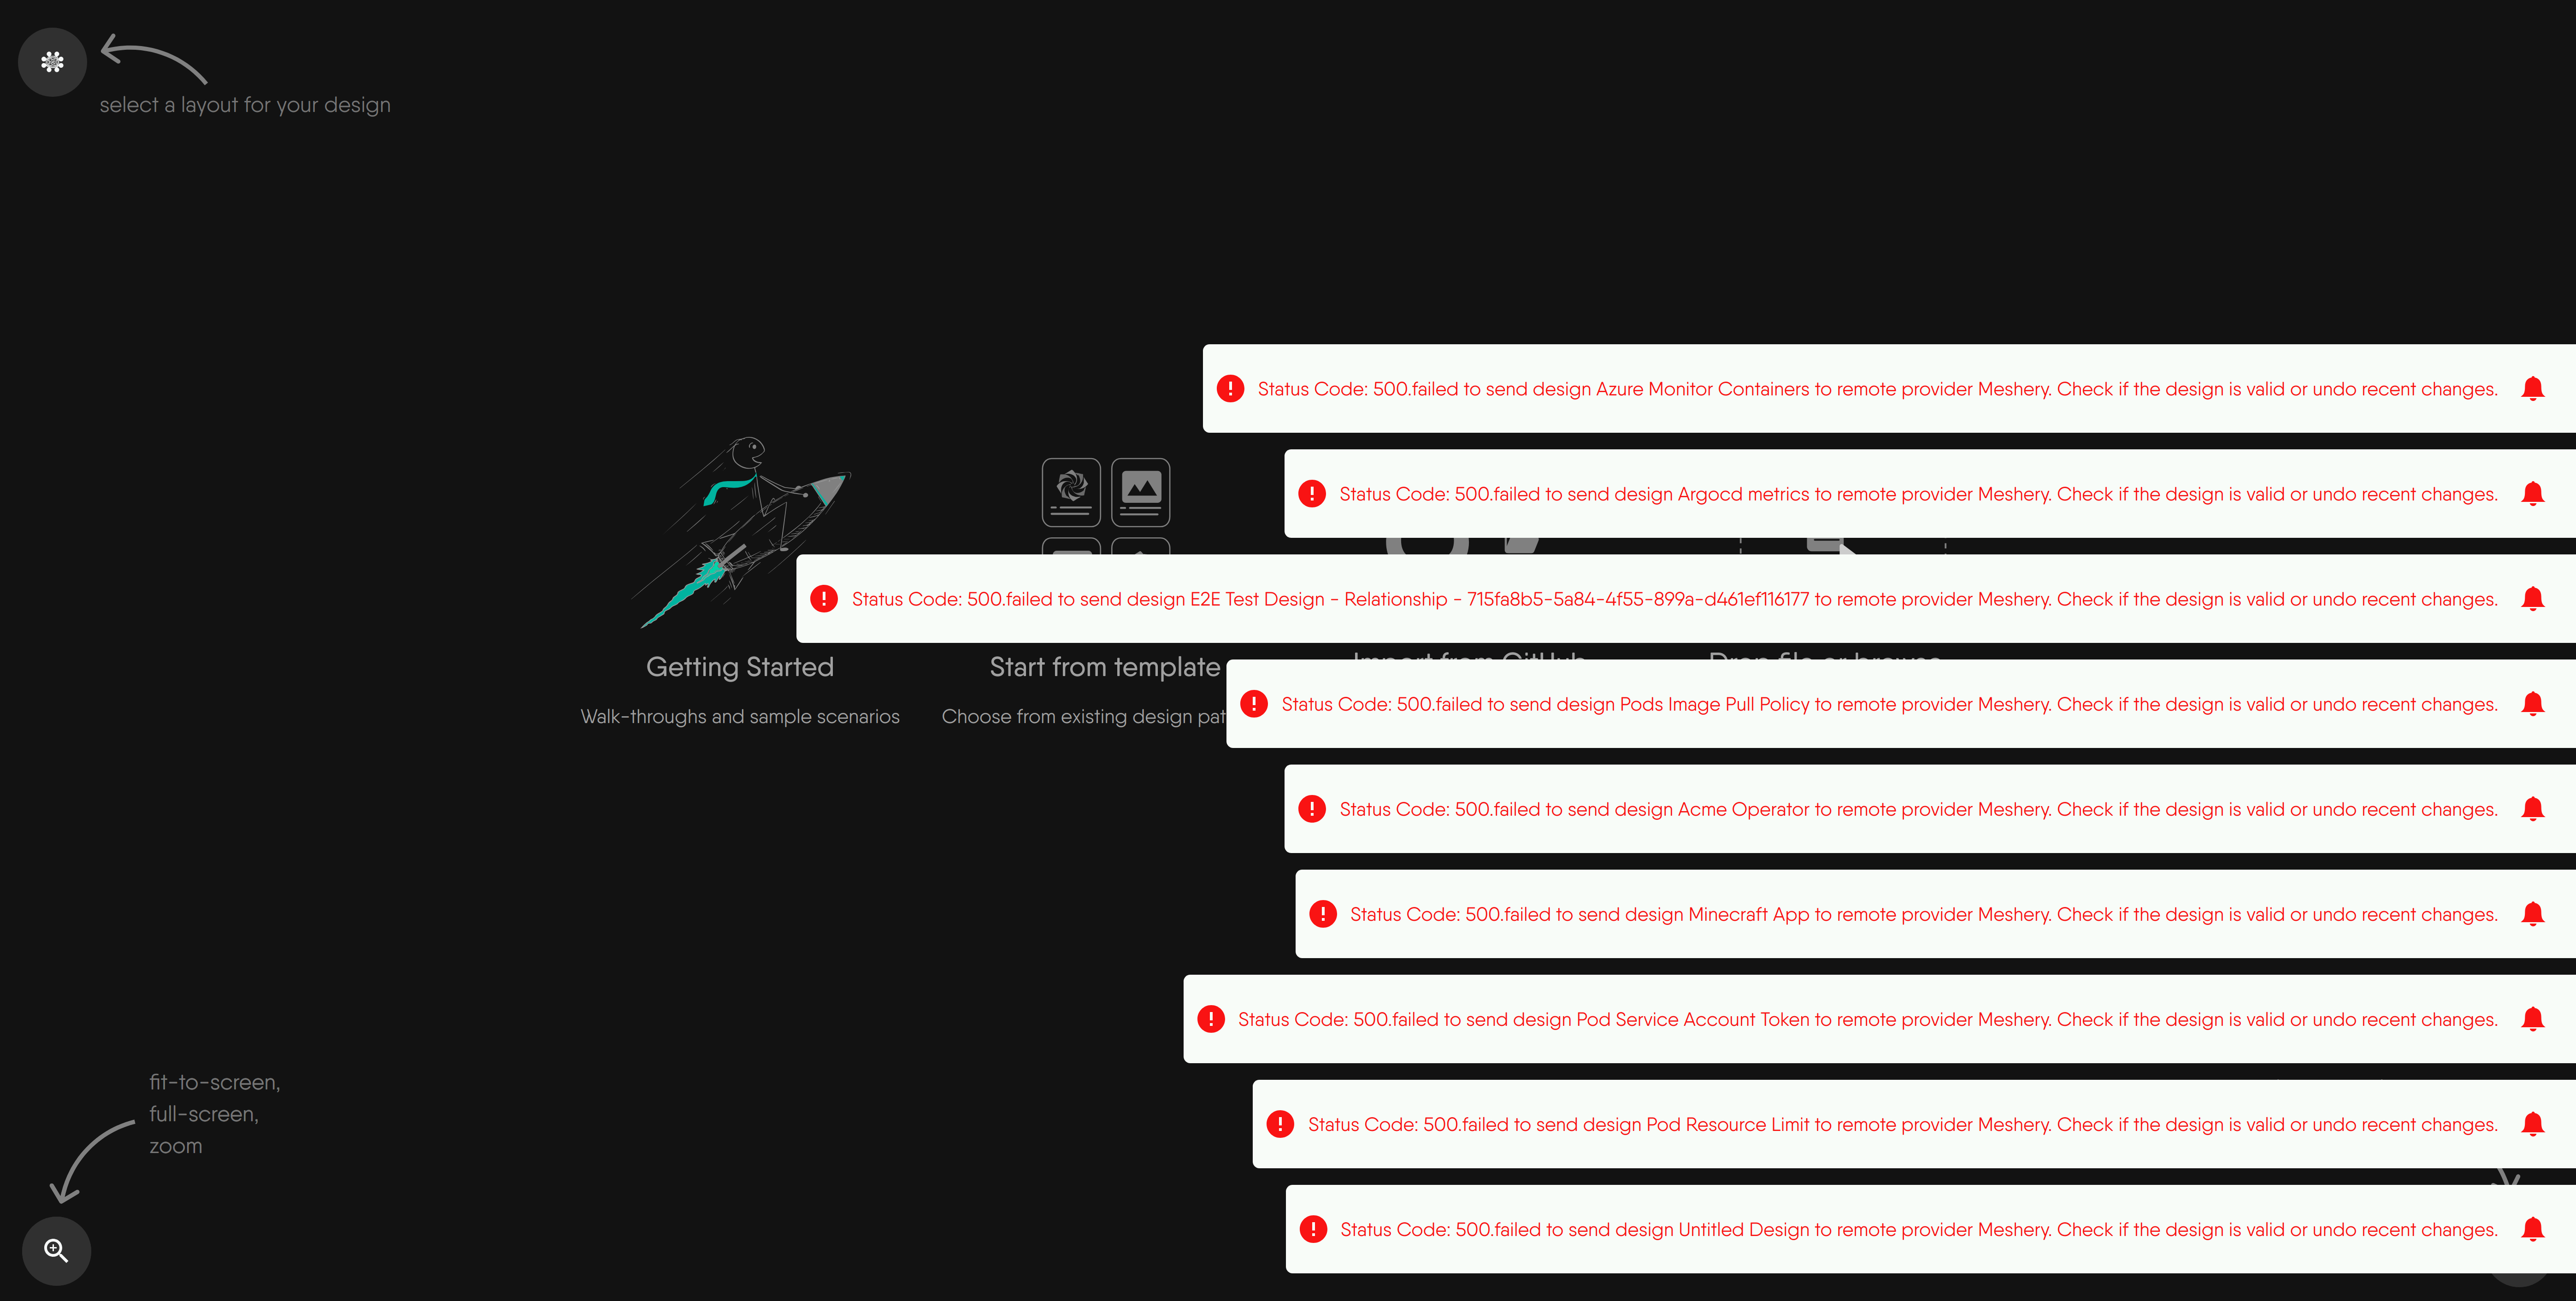 select a layout for your design
Status Code: 500.failed to send design Azure Monitor Containers to remote provider Meshery. Check if the design is valid or undo recent changes.
Status Code: 500.failed to send design Argocd metrics to remote provider Meshery. Check if the design is valid or undo recent changes.
Status Code: 500.failed to send design E2E Test Design - Relationship - 715fa8b5-5a84-4f55-899a-d461ef116177 to remote provider Meshery. Check if the design is valid or undo recent changes.
Getting Started
Start from template
Import from GitHub
Drop file or browse
Status Code: 500.failed to send design Pods Image Pull Policy to remote provider Meshery. Check if the design is valid or undo recent changes.
Walk-throughs and sample scenarios
Choose from existing design pat
Status Code: 500.failed to send design Acme Operator to remote provider Meshery. Check if the design is valid or undo recent changes.
Status Code: 500.failed to send design Minecraft App to remote provider Meshery. Check if the design is valid or undo recent changes.
Status Code: 500.failed to send design Pod Service Account Token to remote provider Meshery. Check if the design is valid or undo recent changes.
fit-to-screen,
full-screen,
zoom
Status Code: 500.failed to send design Pod Resource Limit to remote provider Meshery. Check if the design is valid or undo recent changes.
Status Code: 500.failed to send design Untitled Design to remote provider Meshery. Check if the design is valid or undo recent changes.